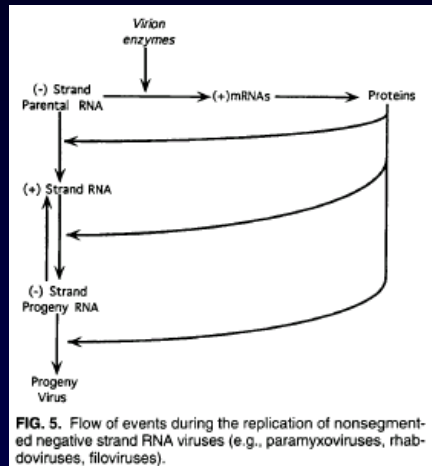 Virion
enzymes
(-) Strand
Parental RNA
(+)mRNAs
Proteins
(+) Strand RNA
(-) Strand
Progeny RNA
Progeny
Virus
FIG. 5. Flow of events during the replication of nonsegment-
ed negative strand RNA viruses (e.g., paramyxoviruses, rhab-
doviruses, filoviruses).